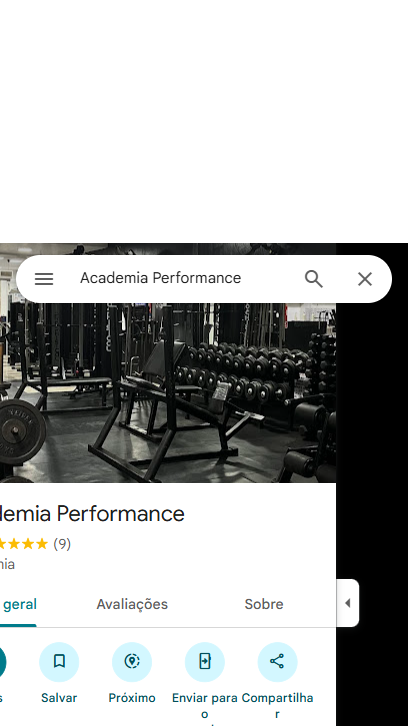 Academia Performance
demia Performance
(9)
nia
geral
Avaliações
Sobre
s
Salvar
Próximo
Enviar para o
Compartilhar